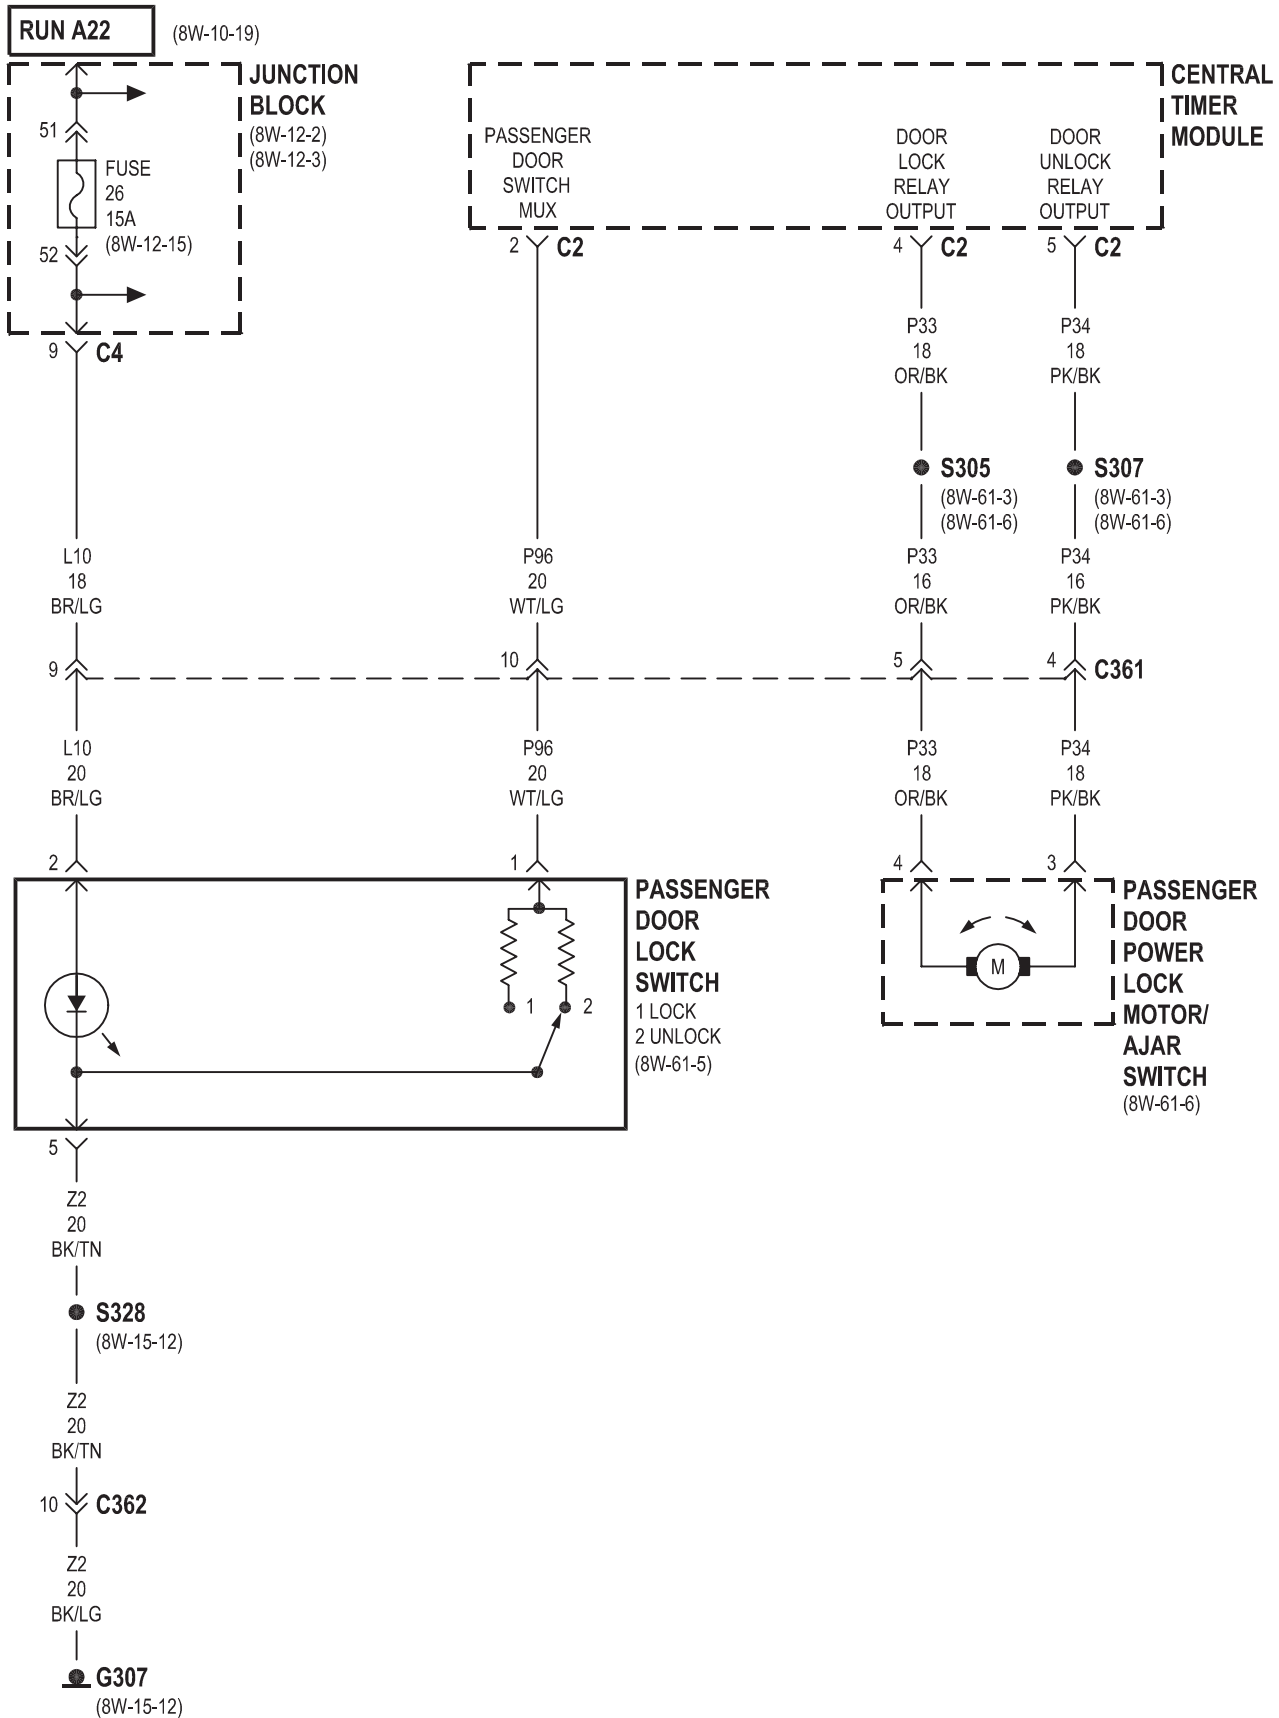 RUN A22
(8W-10-19)
JUNCTION
BLOCK
(8W-12-2)
(8W-12-3)
51
FUSE
26
15A
(8W-12-15)
52
9
C4
CENTRAL
TIMER
MODULE
PASSENGER
DOOR
SWITCH
MUX
DOOR
LOCK
RELAY
OUTPUT
DOOR
UNLOCK
RELAY
OUTPUT
2
C2
4
C2
5
C2
P33
18
OR/BK
P34
18
PK/BK
S305
(8W-61-3)
(8W-61-6)
S307
(8W-61-3)
(8W-61-6)
L10
18
BR/LG
P96
20
WT/LG
P33
16
OR/BK
P34
16
PK/BK
9
10
5
4
C361
L10
20
BR/LG
P96
20
WT/LG
P33
18
OR/BK
P34
18
PK/BK
2
1
4
3
PASSENGER
DOOR
LOCK
SWITCH
1 LOCK
2 UNLOCK
(8W-61-5)
1
2
M
PASSENGER
DOOR
POWER
LOCK
MOTOR/
AJAR
SWITCH
(8W-61-6)
5
Z2
20
BK/TN
S328
(8W-15-12)
Z2
20
BK/TN
10
C362
Z2
20
BK/LG
G307
(8W-15-12)